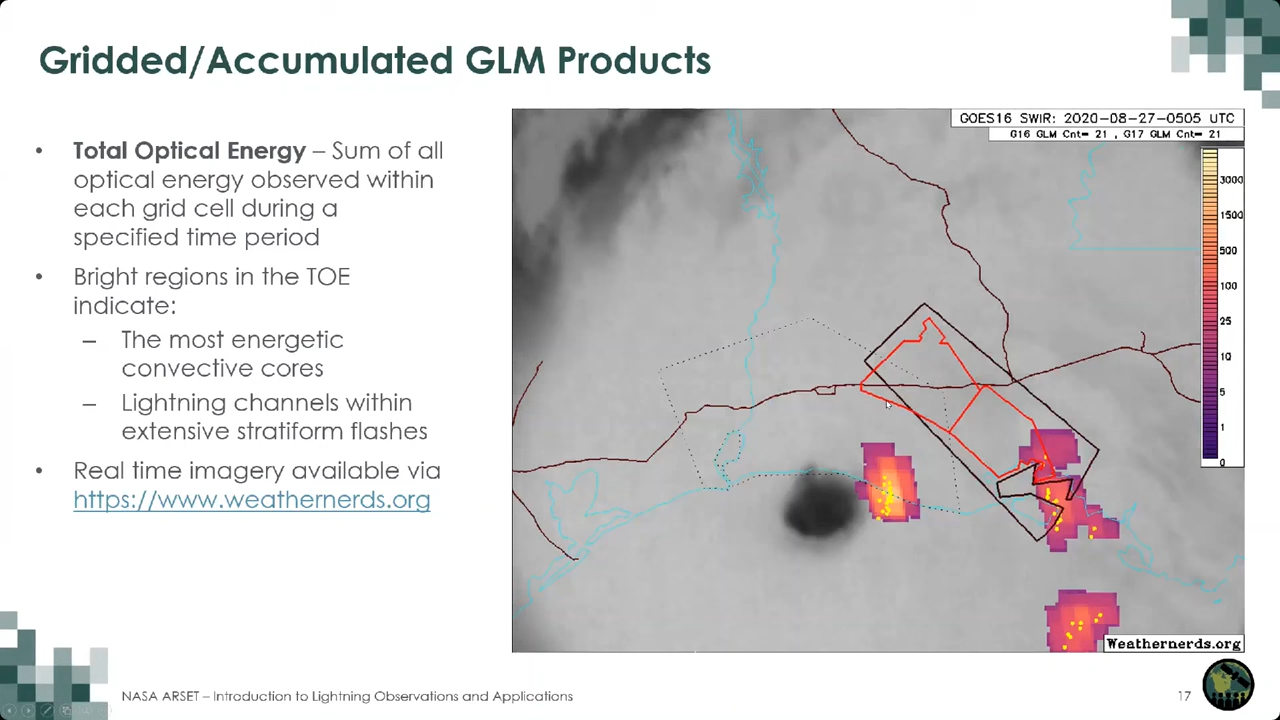 Gridded/Accumulated GLM Products
• Total Optical Energy – Sum of all
optical energy observed within
each grid cell during a
specified time period
• Bright regions in the TOE
indicate:
– The most energetic
convective cores
– Lightning channels within
extensive stratiform flashes
• Real time imagery available via
https://www.weathernerds.org
GOES16 SWIR: 2020-08-27-0505 UTC
G16 GLM Cnt= 21 , G17 GLM Cnt= 21
3000
1500
500
100
25
10
5
1
0
Weathernerds.org
NASA ARSET – Introduction to Lightning Observations and Applications
17